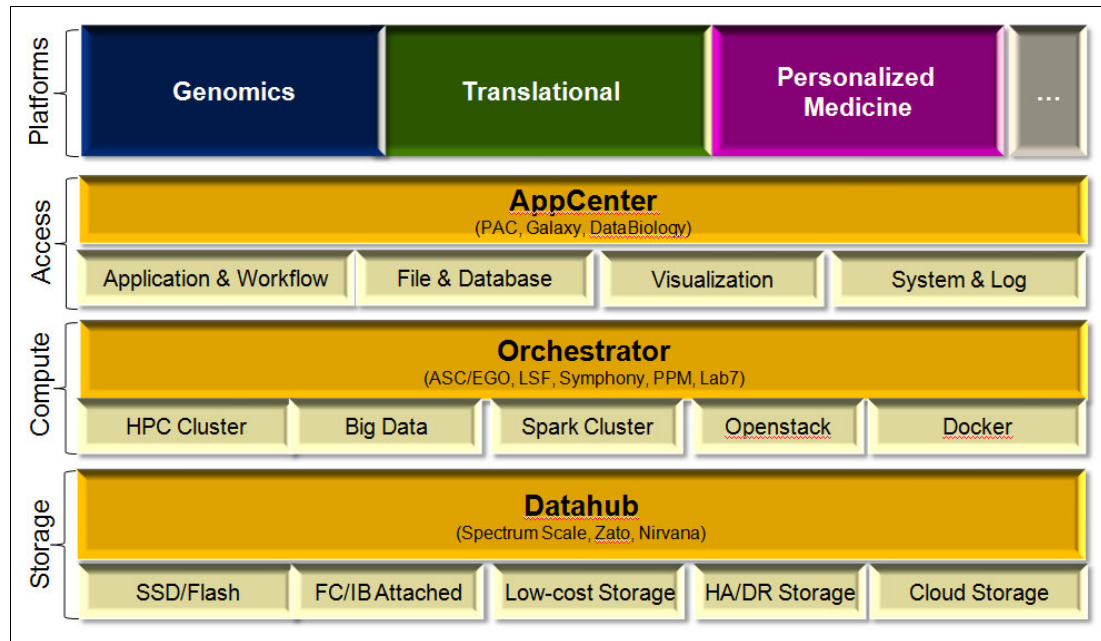 Platforms
Genomics
Translational
Personalized
Medicine
...
Access
AppCenter
(PAC, Galaxy, DataBiology)
Application & Workflow
File & Database
Visualization
System & Log
Compute
Orchestrator
(ASC/EGO, LSF, Symphony, PPM, Lab7)
HPC Cluster
Big Data
Spark Cluster
Openstack
Docker
Storage
Datahub
(Spectrum Scale, Zato, Nirvana)
SSD/Flash
FC/IB Attached
Low-cost Storage
HA/DR Storage
Cloud Storage